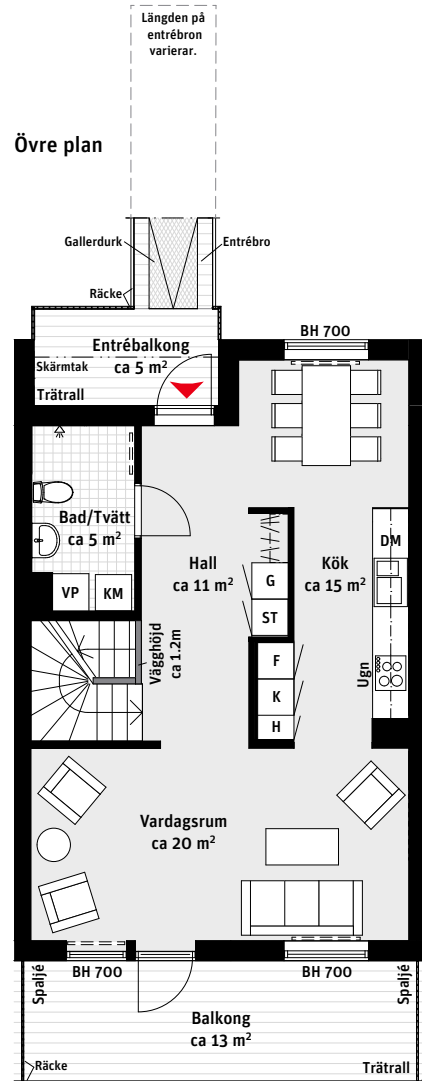 Längden på
entrébron
varierar.
Övre plan
Gallerdurk
Entrébro
Räcke
BH 700
Entrébalkong
ca 5 m²
Skärmtak
Trätrall
Bad/Tvätt
ca 5 m²
VP
KM
Hall
ca 11 m²
G
ST
Kök
ca 15 m²
DM
Vägghöjd
ca 1.2m
F
K
H
Ugn
Vardagsrum
ca 20 m²
Spaljé
BH 700
BH 700
Spaljé
Balkong
ca 13 m²
Räcke
Trätrall